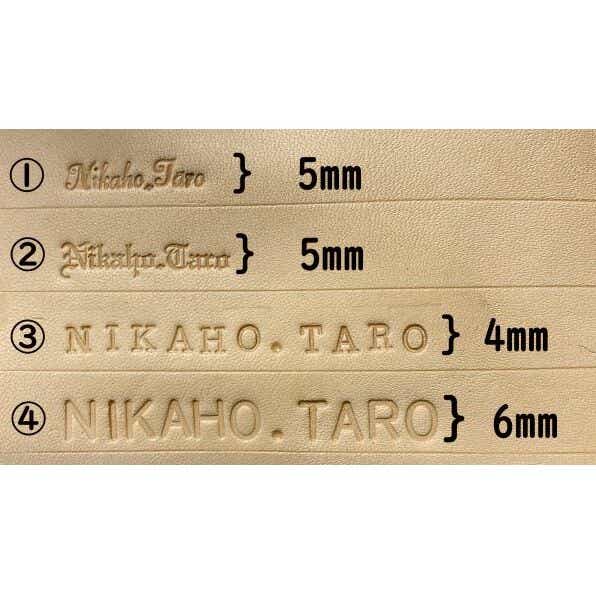 ① Nikaho.Taro } 5mm
② Nikaho.Taro } 5mm
③ NIKAHO.TARO } 4mm
④ NIKAHO.TARO } 6mm